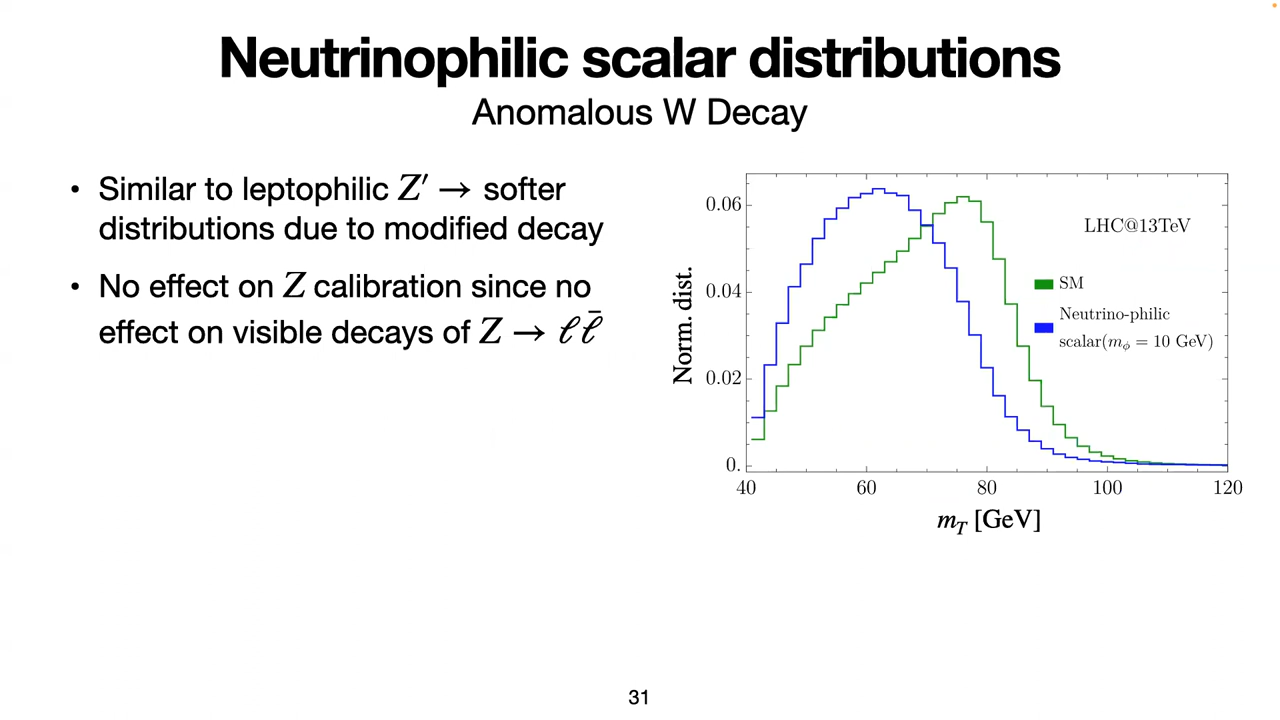 Neutrinophilic scalar distributions
Anomalous W Decay
• Similar to leptophilic Z′ → softer
distributions due to modified decay
• No effect on Z calibration since no
effect on visible decays of Z → ℓ ℓ̄
Norm. dist.
0.06
0.04
0.02
0.
LHC@13TeV
SM
Neutrino-philic
scalar(m_ϕ = 10 GeV)
40 60 80 100 120
m_T [GeV]
31